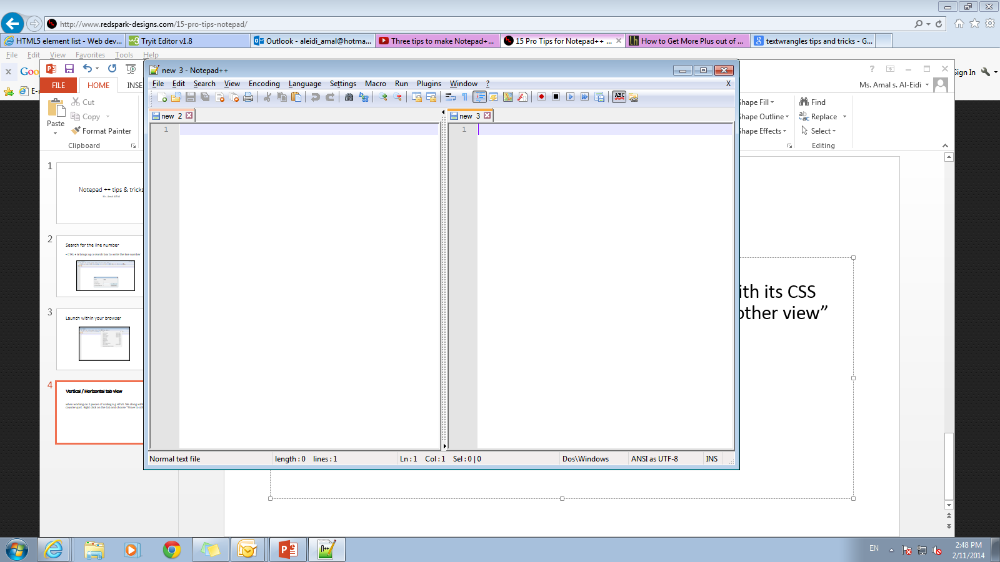 http://www.redspark-designs.com/15-pro-tips-notepad/
HTML5 element list - Web dev...
Tryit Editor v1.8
Outlook - aleidi_amal@hotma...
Three tips to make Notepad+...
15 Pro Tips for Notepad++ ...
How to Get More Plus out of ...
textwrangles tips and tricks - G...
File Edit View Favorites Tools Help
x Goo
Sign In
E-
FILE HOME INSE
Ms. Amal s. Al-Eidi
Cut
Copy
Paste
Format Painter
Clipboard
Shape Fill
Shape Outline
Shape Effects
Find
Replace
Select
Editing
new 3 - Notepad++
File Edit Search View Encoding Language Settings Macro Run Plugins Window ? X
new 2
new 3
1
1
Normal text file length : 0 lines : 1 Ln : 1 Col : 1 Sel : 0 | 0 Dos\Windows ANSI as UTF-8 INS
1
Notepad ++ tips & tricks
2
Search for the line number
• CTRL + G brings up a search box to write the line number
3
Launch within your browser
4
Vertical / Horizontal tab view
when working on 2 pieces of coding e.g HTML file along with
counter-part. Right click on the tab and choose "Move to oth
ith its CSS
other view”
EN
2:48 PM
2/11/2014